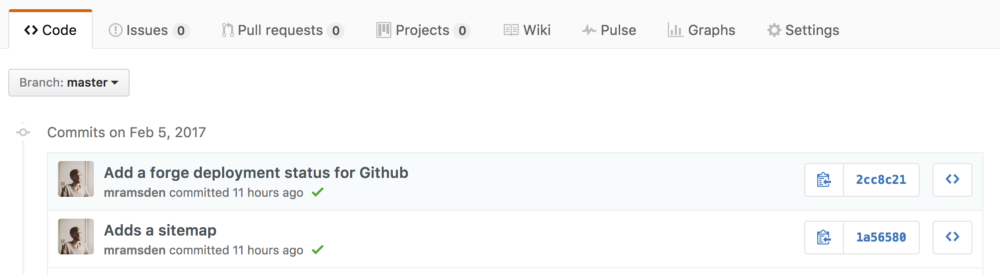 <> Code Issues 0 Pull requests 0 Projects 0 Wiki Pulse Graphs Settings
Branch: master
Commits on Feb 5, 2017
Add a forge deployment status for Github
mramsden committed 11 hours ago
2cc8c21
<>
Adds a sitemap
mramsden committed 11 hours ago
1a56580
<>